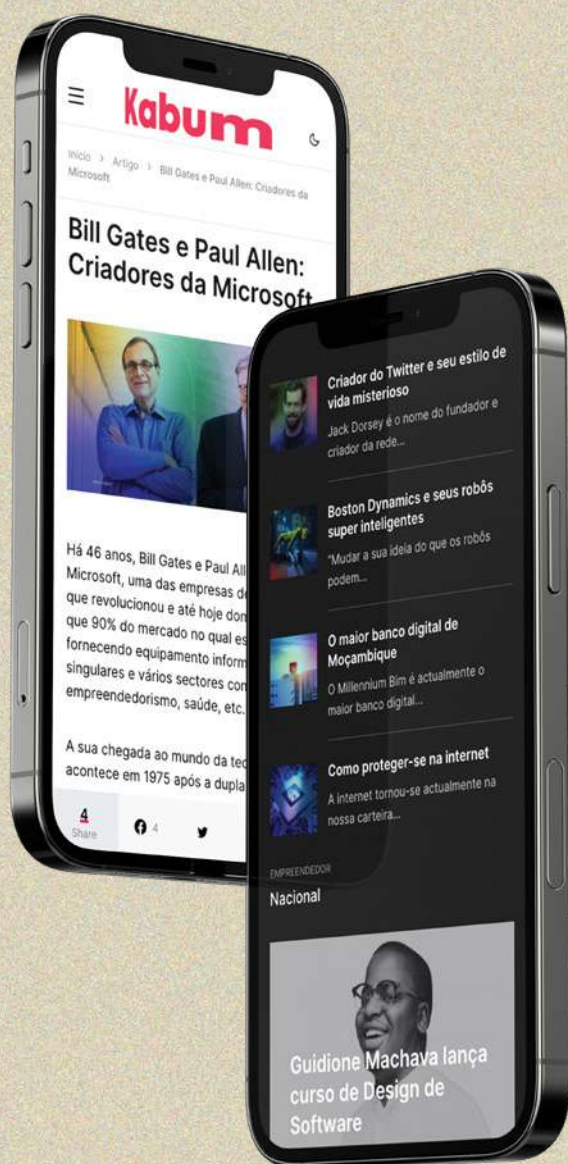 Kabum
Início > Artigo > Bill Gates e Paul Allen: Criadores da
Microsoft
Bill Gates e Paul Allen:
Criadores da Microsoft
Há 46 anos, Bill Gates e Paul All
Microsoft, uma das empresas de
que revolucionou e até hoje dom
que 90% do mercado no qual es
fornecendo equipamento inform
singulares e vários sectores com
empreendedorismo, saúde, etc.
A sua chegada ao mundo da tec
acontece em 1975 após a dupla
4
Share
4
Criador do Twitter e seu estilo de
vida misterioso
Jack Dorsey é o nome do fundador e
criador da rede...
Boston Dynamics e seus robôs
super inteligentes
“Mudar a sua ideia do que os robôs
podem...
O maior banco digital de
Moçambique
O Millennium Bim é actualmente o
maior banco digital...
Como proteger-se na internet
A internet tornou-se actualmente na
nossa carteira...
EMPREENDEDOR
Nacional
Guidione Machava lança
curso de Design de
Software